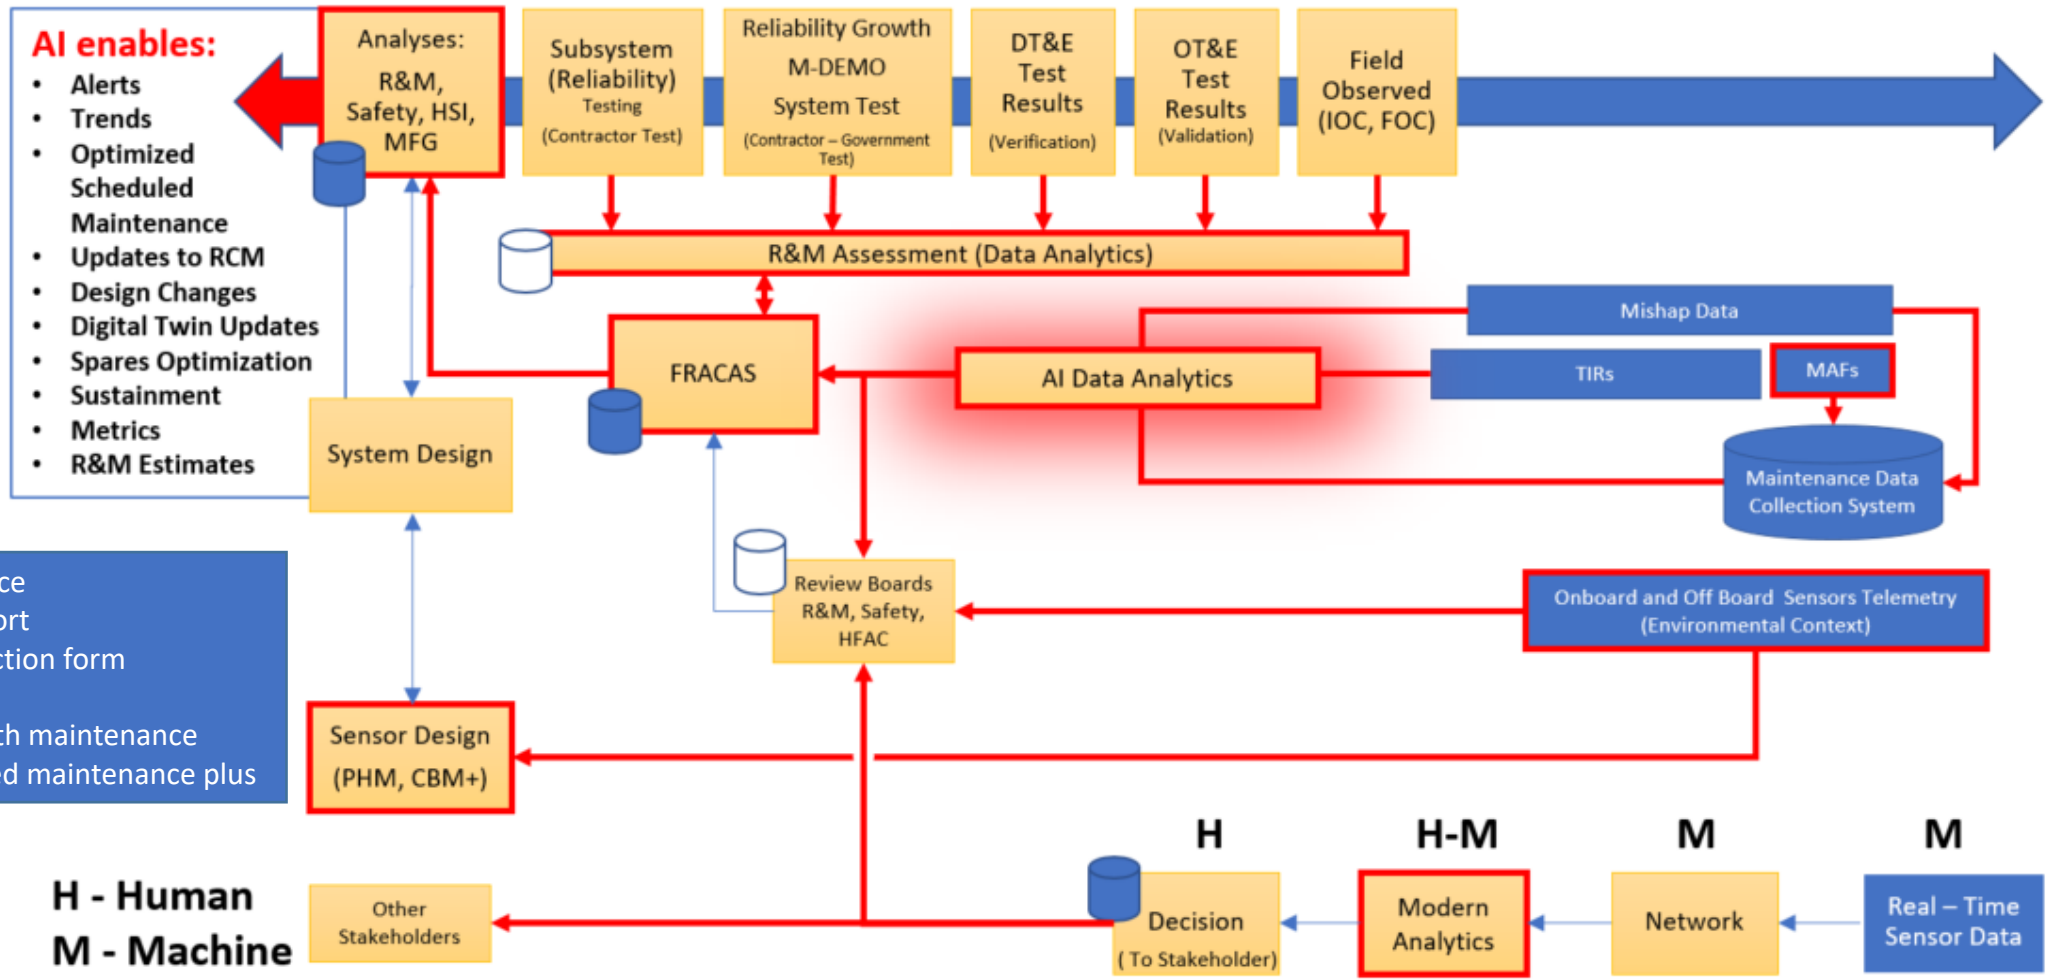 AI enables:
• Alerts
• Trends
• Optimized
Scheduled
Maintenance
• Updates to RCM
• Design Changes
• Digital Twin Updates
• Spares Optimization
• Sustainment
• Metrics
• R&M Estimates
Analyses:
R&M,
Safety, HSI,
MFG
Subsystem
(Reliability)
Testing
(Contractor Test)
Reliability Growth
M-DEMO
System Test
(Contractor – Government
Test)
DT&E
Test
Results
(Verification)
OT&E
Test
Results
(Validation)
Field
Observed
(IOC, FOC)
R&M Assessment (Data Analytics)
FRACAS
AI Data Analytics
Mishap Data
TIRs
MAFs
Maintenance Data
Collection System
System Design
Review Boards
R&M, Safety,
HFAC
Onboard and Off Board Sensors Telemetry
(Environmental Context)
ce
ort
ction form
th maintenance
ed maintenance plus
Sensor Design
(PHM, CBM+)
H
H-M
M
M
H - Human
M - Machine
Other
Stakeholders
Decision
( To Stakeholder)
Modern
Analytics
Network
Real – Time
Sensor Data